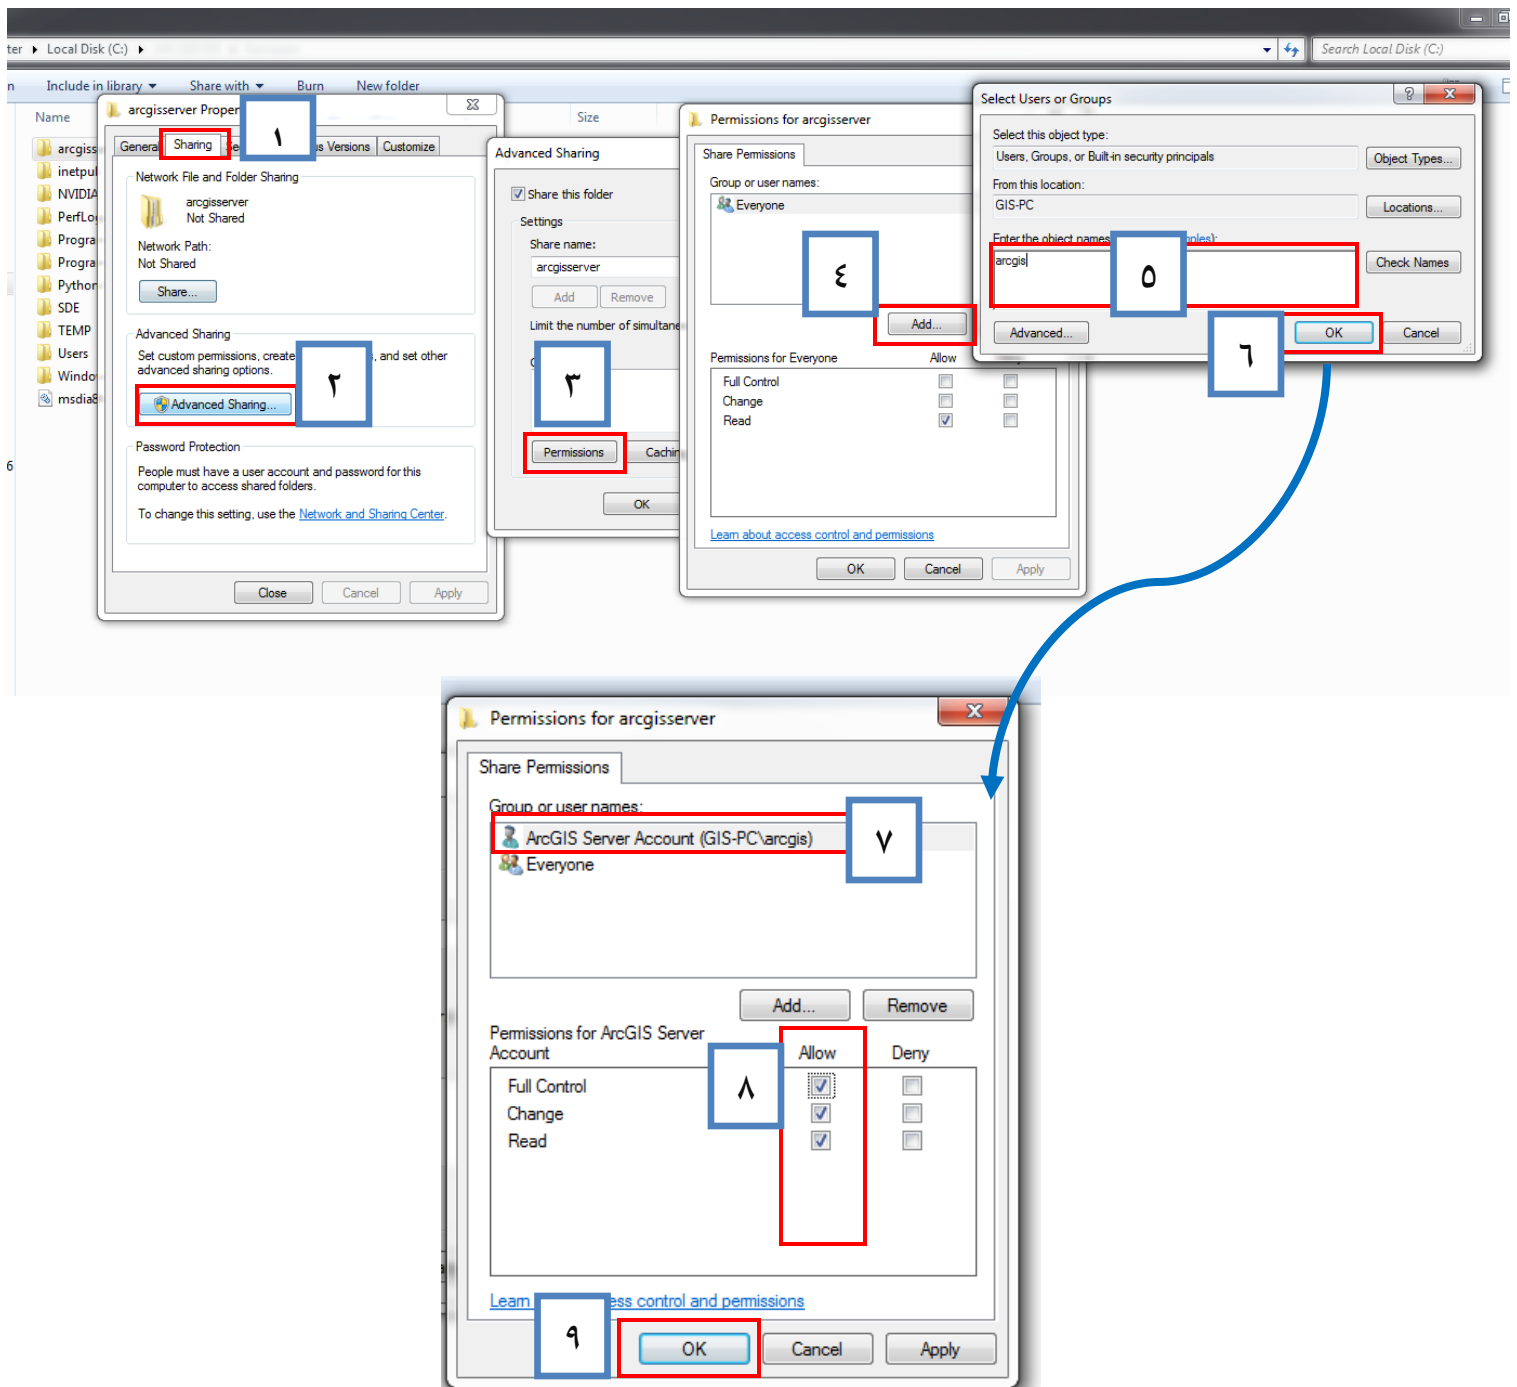 ter ▸ Local Disk (C:) ▸
Search Local Disk (C:)
Include in library
Share with
Burn
New folder
Name
Size
arcgiss
inetpul
NVIDIA
PerfLo
Progra
Progra
Python
SDE
TEMP
Users
Windo
msdia8
6
arcgisserver Proper
١
General
Sharing
Se
s Versions
Customize
Network File and Folder Sharing
arcgisserver
Not Shared
Network Path:
Not Shared
Share...
Advanced Sharing
Set custom permissions, create , and set other
advanced sharing options.
٢
Advanced Sharing...
Password Protection
People must have a user account and password for this
computer to access shared folders.
To change this setting, use the Network and Sharing Center.
Close
Cancel
Apply
Advanced Sharing
Share this folder
Settings
Share name:
arcgisserver
Add
Remove
Limit the number of simultane
٣
Permissions
Cachin
OK
Permissions for arcgisserver
Share Permissions
Group or user names:
Everyone
٤
Add...
Permissions for Everyone
Allow
Full Control
Change
Read
Learn about access control and permissions
OK
Cancel
Apply
Select Users or Groups
Select this object type:
Users, Groups, or Built-in security principals
Object Types...
From this location:
GIS-PC
Locations...
Enter the object names ples):
arcgis
٥
Check Names
Advanced...
٦
OK
Cancel
Permissions for arcgisserver
Share Permissions
Group or user names:
ArcGIS Server Account (GIS-PC\arcgis)
٧
Everyone
Add...
Remove
Permissions for ArcGIS Server
Account
Allow
Deny
٨
Full Control
Change
Read
Learn ess control and permissions
٩
OK
Cancel
Apply